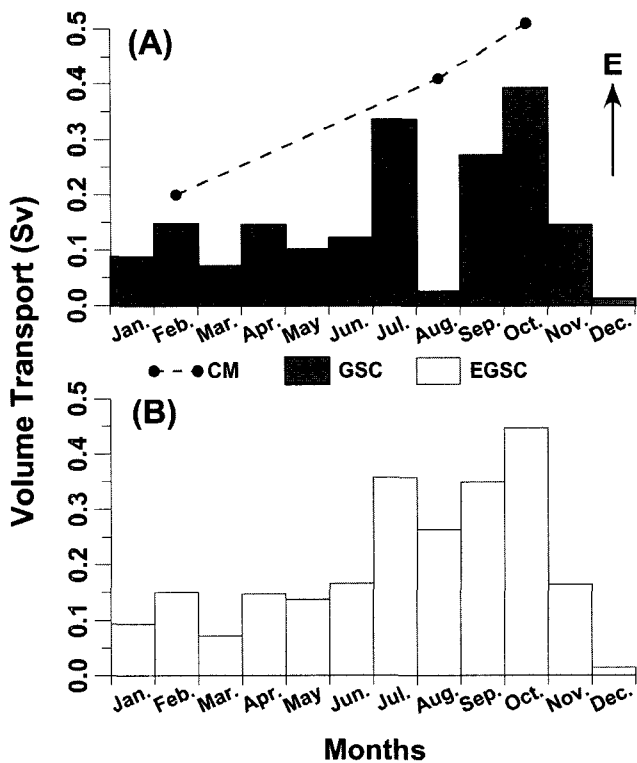 Volume Transport (Sv)
(A)
E
0.5
0.4
0.3
0.2
0.1
0.0
Jan. Feb. Mar. Apr. May Jun. Jul. Aug. Sep. Oct. Nov. Dec.
CM GSC EGSC
(B)
0.5
0.4
0.3
0.2
0.1
0.0
Jan. Feb. Mar. Apr. May Jun. Jul. Aug. Sep. Oct. Nov. Dec.
Months